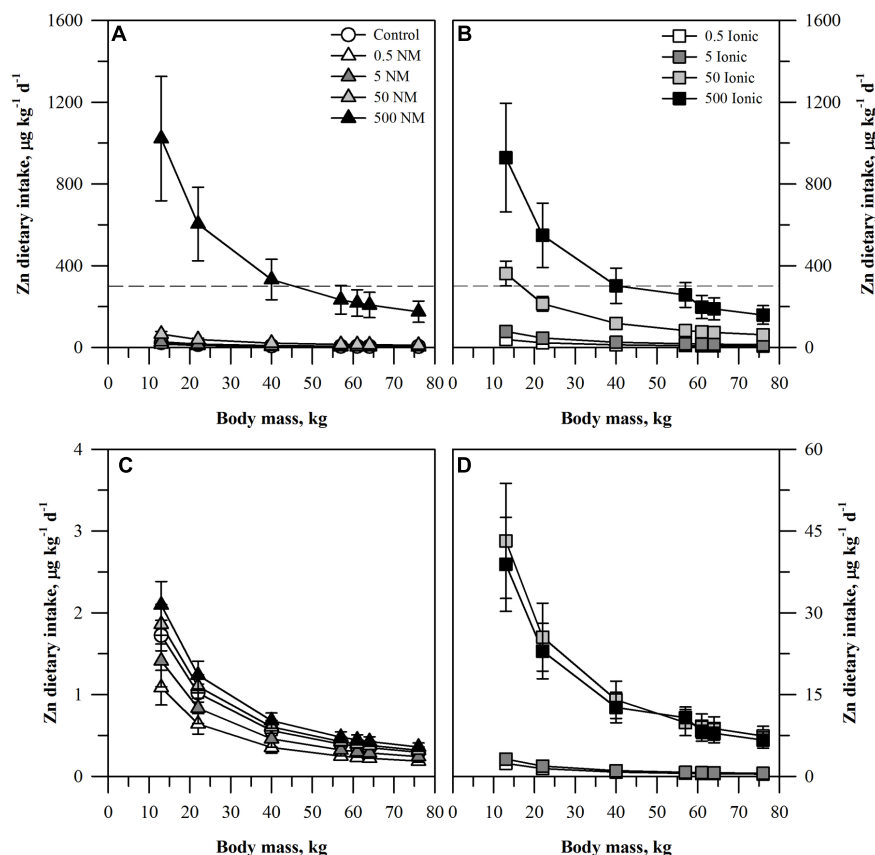 A
Control
0.5 NM
5 NM
50 NM
500 NM
1600
1200
800
400
0
Zn dietary intake, µg kg⁻¹ d⁻¹
0 10 20 30 40 50 60 70 80
Body mass, kg
B
0.5 Ionic
5 Ionic
50 Ionic
500 Ionic
1600
1200
800
400
0
Zn dietary intake, µg kg⁻¹ d⁻¹
0 10 20 30 40 50 60 70 80
Body mass, kg
C
4
3
2
1
0
Zn dietary intake, µg kg⁻¹ d⁻¹
0 10 20 30 40 50 60 70 80
Body mass, kg
D
60
45
30
15
0
Zn dietary intake, µg kg⁻¹ d⁻¹
0 10 20 30 40 50 60 70 80
Body mass, kg